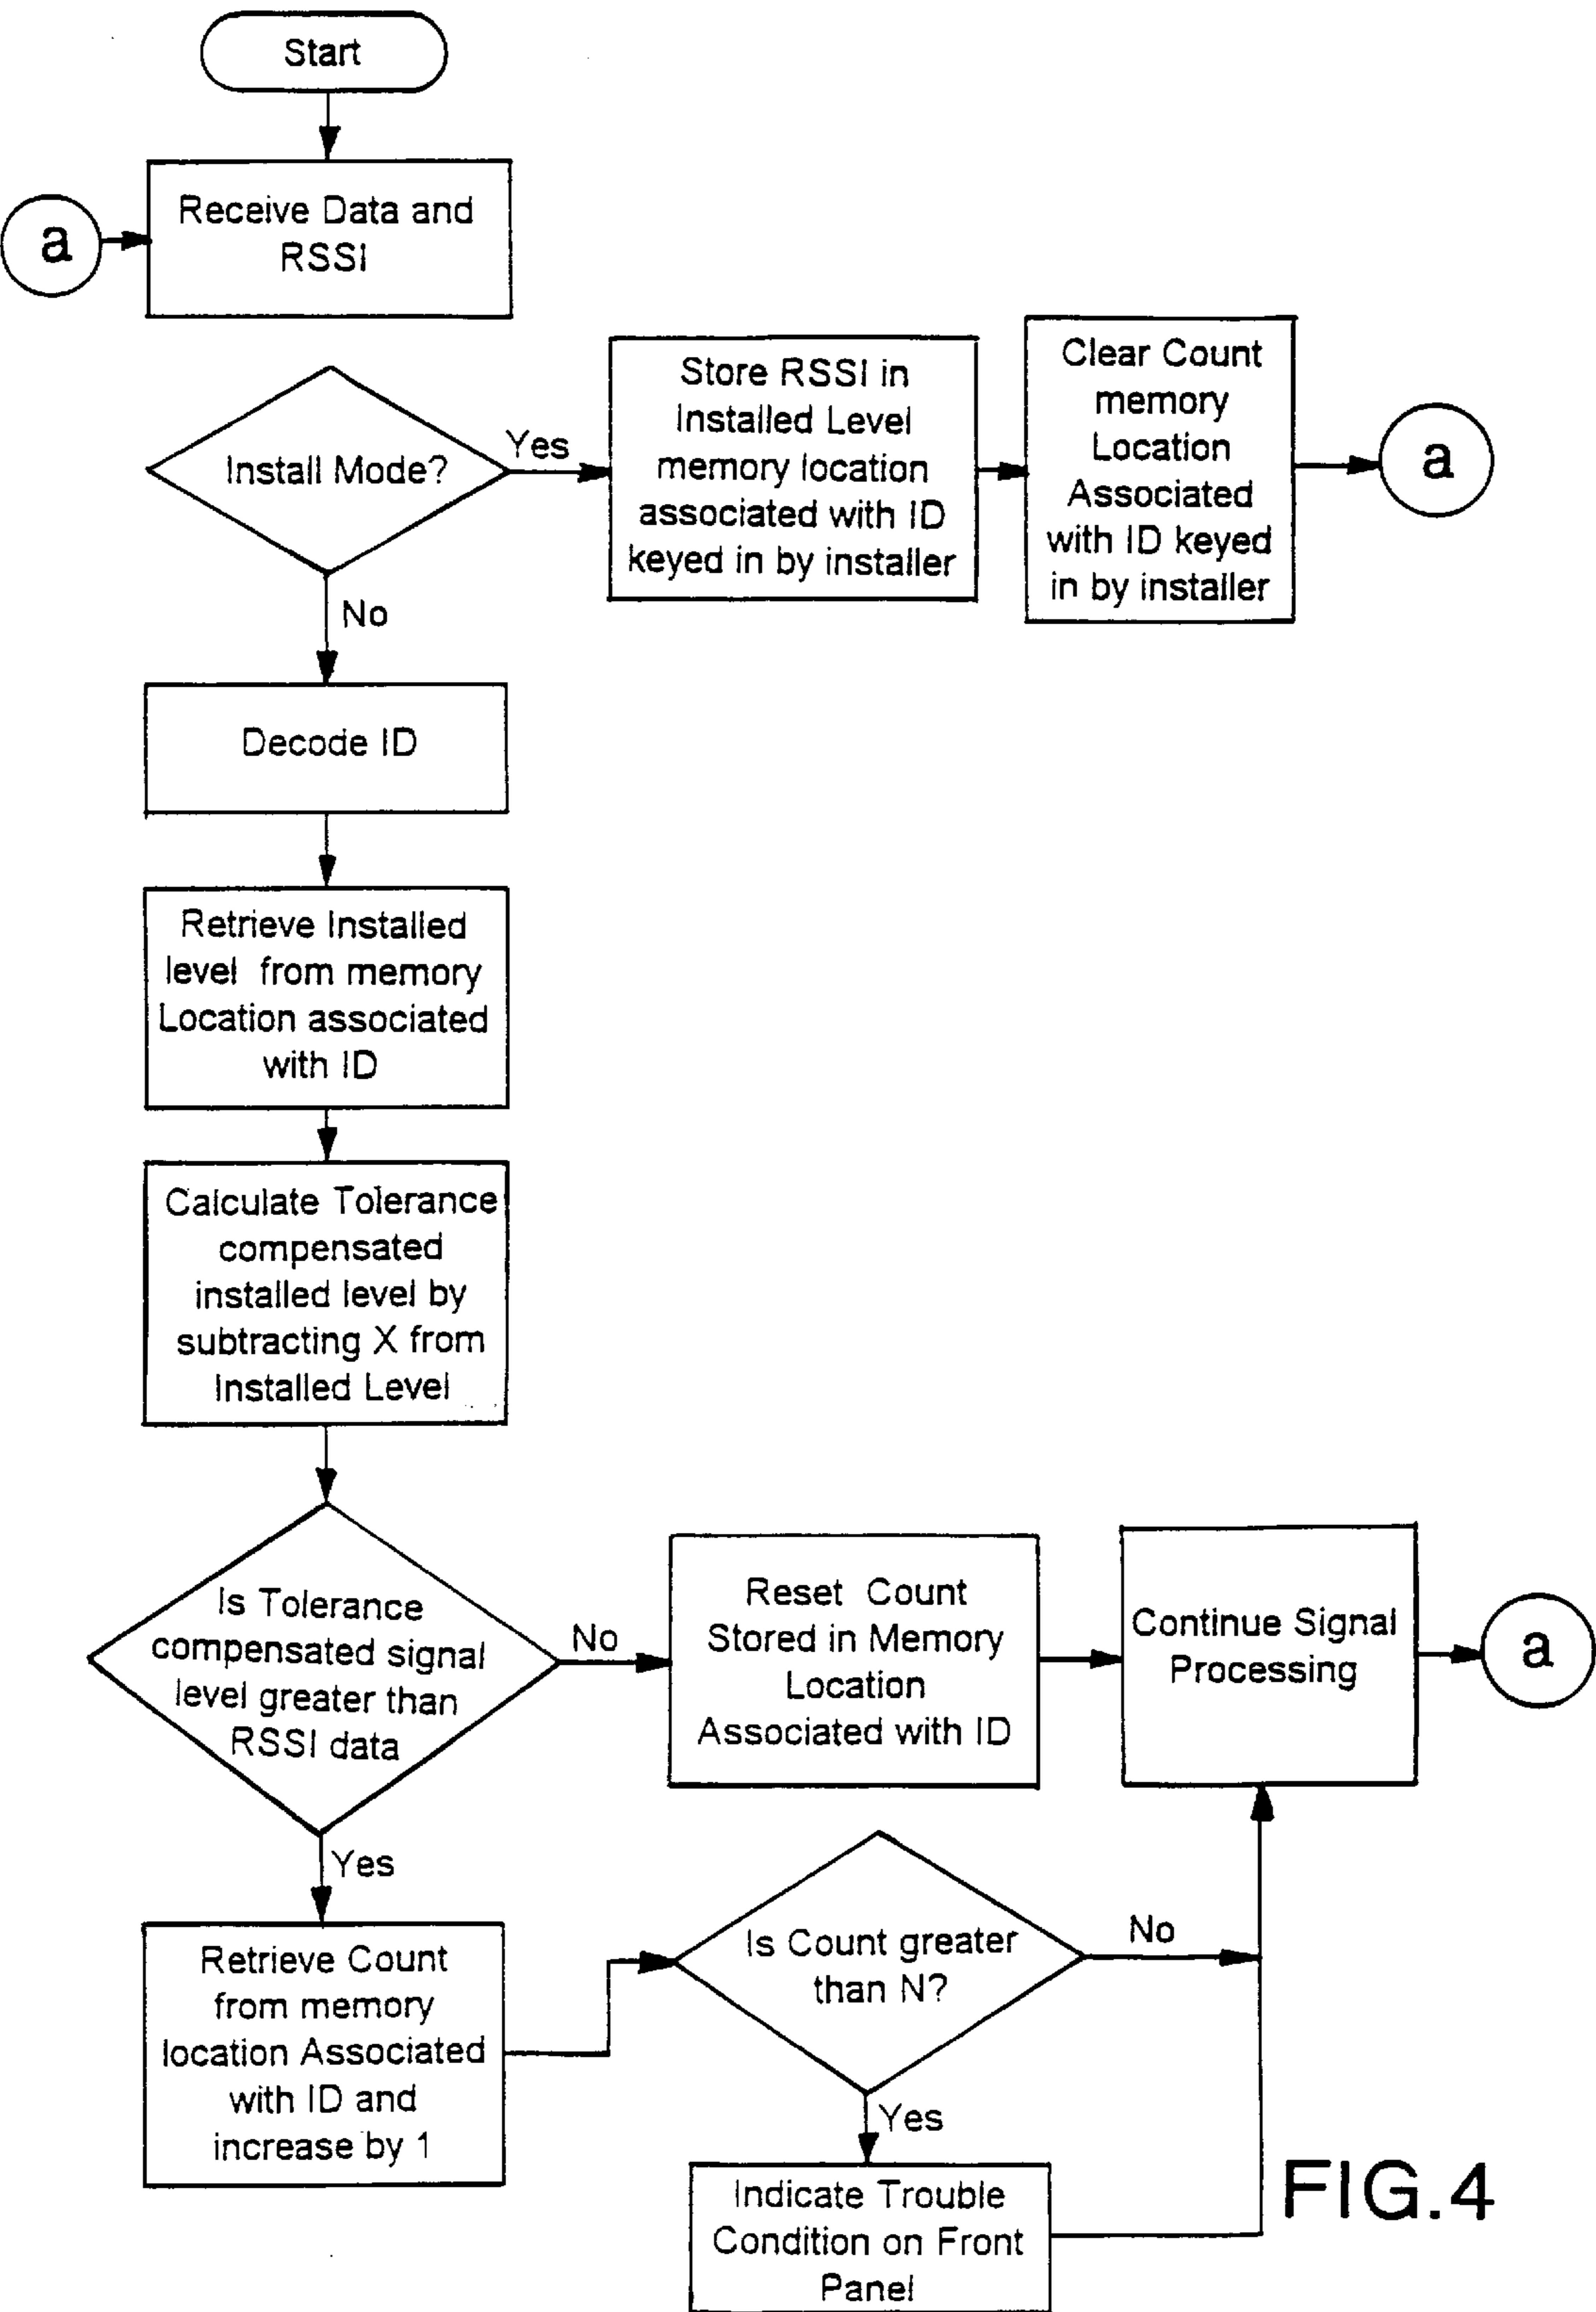 Start
a
Receive Data and
RSSI
Install Mode?
Yes
Store RSSI in
Installed Level
memory location
associated with ID
keyed in by installer
Clear Count
memory
Location
Associated
with ID keyed
in by installer
a
No
Decode ID
Retrieve Installed
level from memory
Location associated
with ID
Calculate Tolerance
compensated
installed level by
subtracting X from
Installed Level
Is Tolerance
compensated signal
level greater than
RSSI data
No
Reset Count
Stored in Memory
Location
Associated with ID
Continue Signal
Processing
a
Yes
Retrieve Count
from memory
location Associated
with ID and
increase by 1
Is Count greater
than N?
No
Yes
Indicate Trouble
Condition on Front
Panel
FIG.4